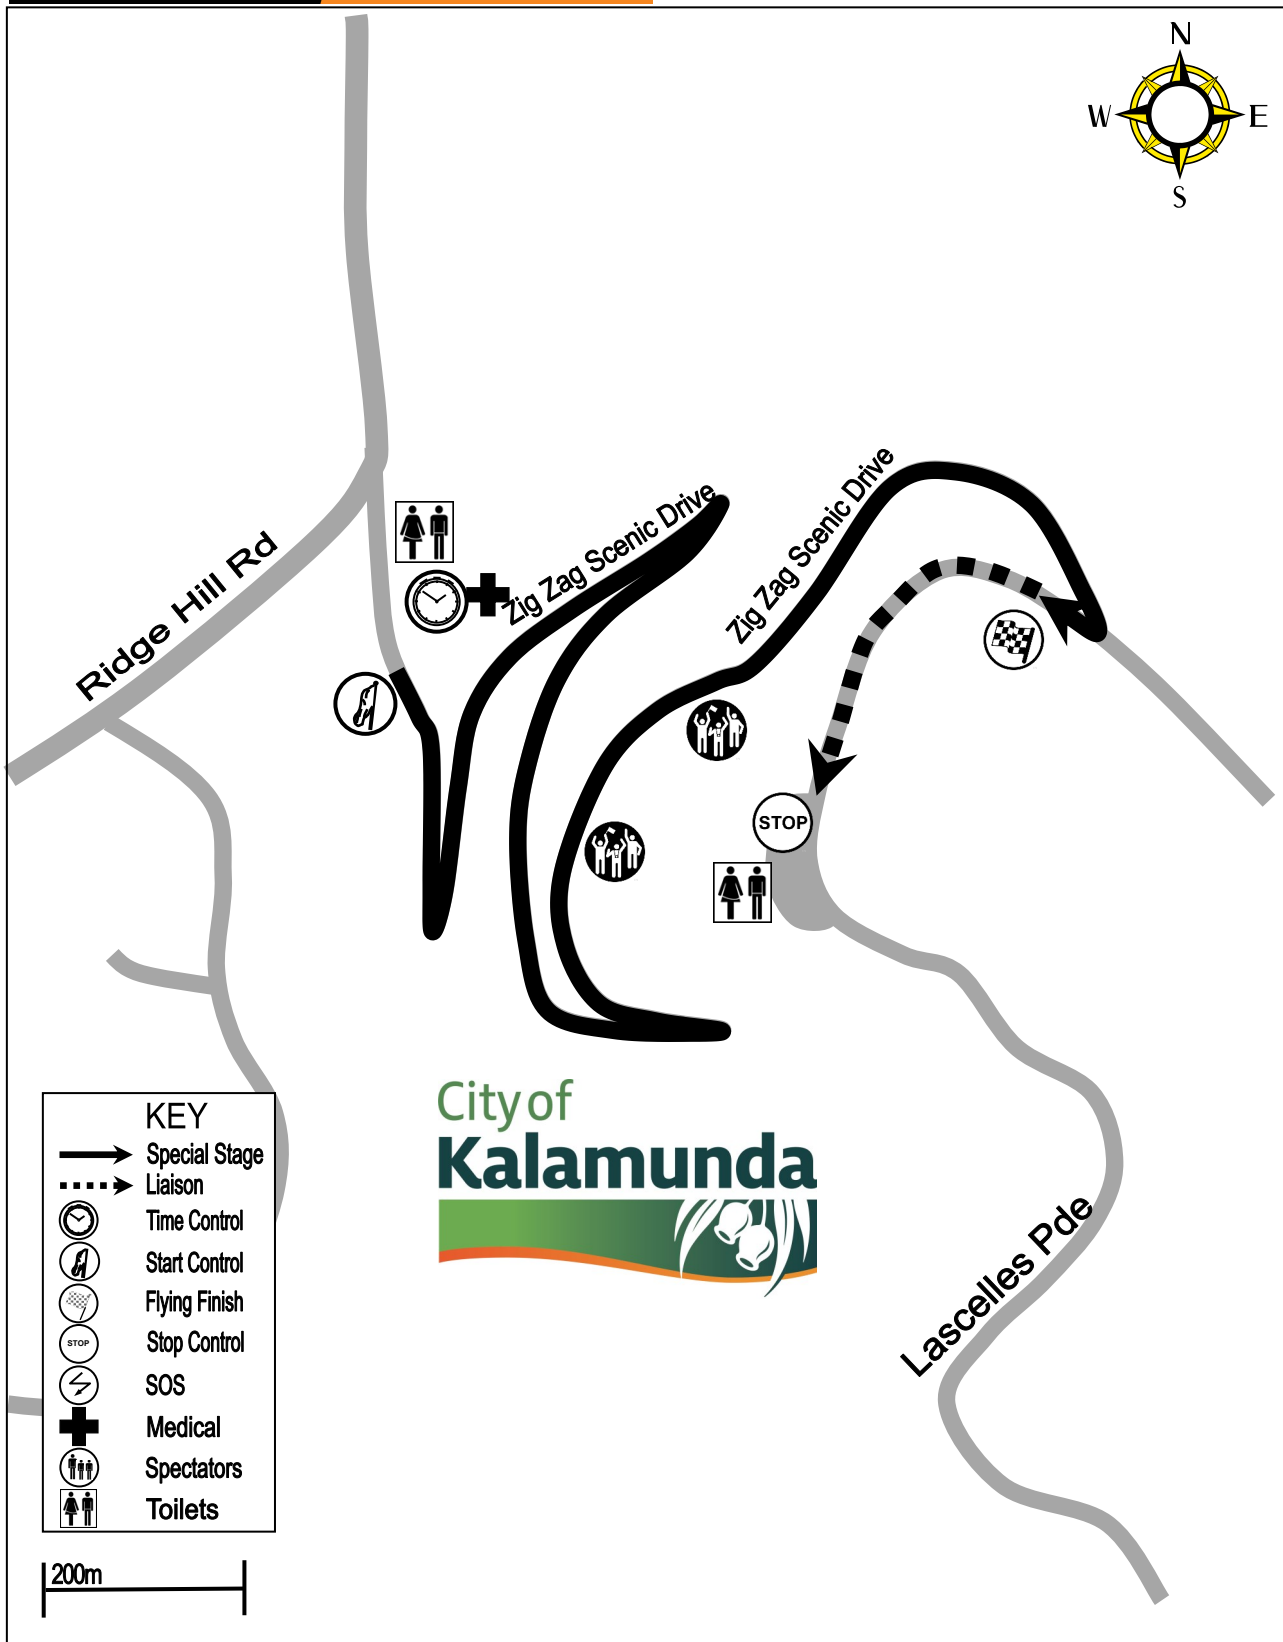 N
W
E
S
Zig Zag Scenic Drive
Zig Zag Scenic Drive
Ridge Hill Rd
STOP
City of
Kalamunda
Lascelles Pde
KEY
Special Stage
Liaison
Time Control
Start Control
Flying Finish
STOP
Stop Control
SOS
Medical
Spectators
Toilets
200m